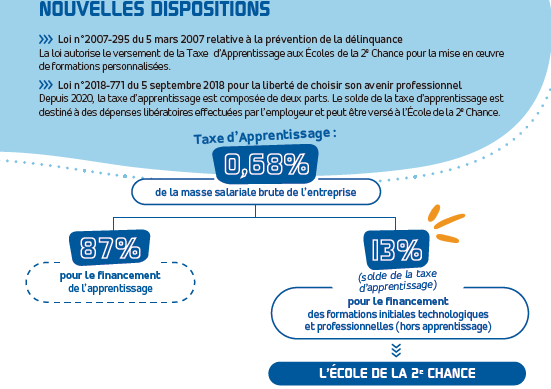 NOUVELLES DISPOSITIONS
Loi n°2007-295 du 5 mars 2007 relative à la prévention de la délinquance
La loi autorise le versement de la Taxe d'Apprentissage aux Écoles de la 2e Chance pour la mise en œuvre
de formations personnalisées.
Loi n°2018-771 du 5 septembre 2018 pour la liberté de choisir son avenir professionnel
Depuis 2020, la taxe d'apprentissage est composée de deux parts. Le solde de la taxe d'apprentissage est
destiné à des dépenses libératoires effectuées par l'employeur et peut être versé à l'École de la 2e Chance.
Taxe d'Apprentissage :
0,68%
de la masse salariale brute de l'entreprise
87%
pour le financement
de l'apprentissage
13%
(solde de la taxe
d'apprentissage)
pour le financement
des formations initiales technologiques
et professionnelles (hors apprentissage)
L'ÉCOLE DE LA 2e CHANCE